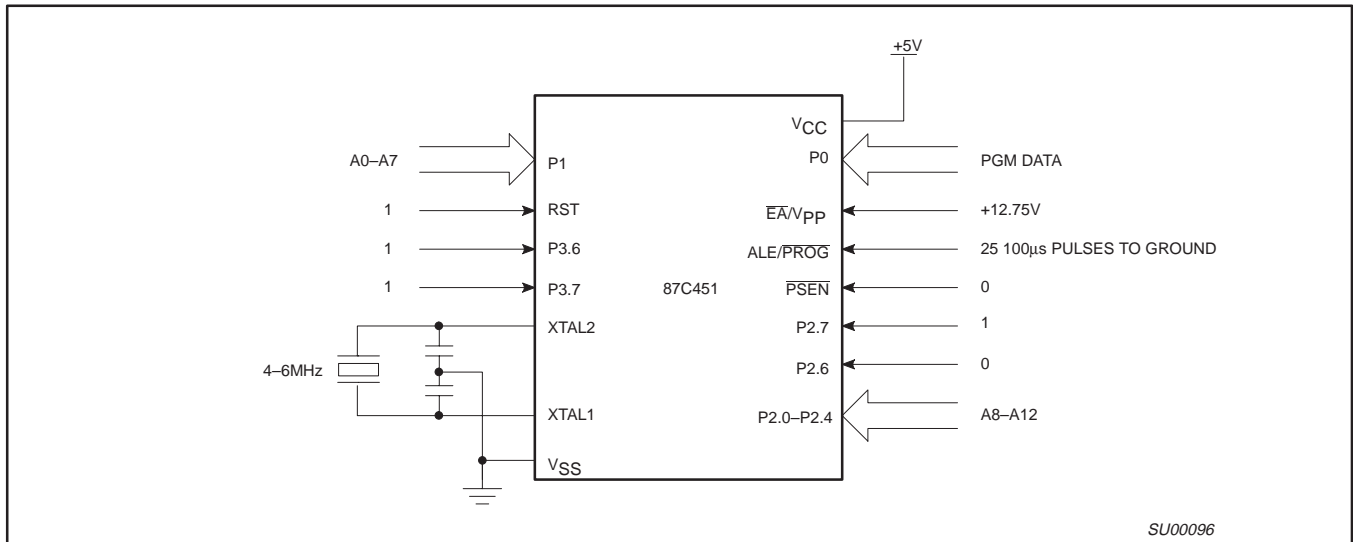 +5V
VCC
A0–A7
P1
P0
PGM DATA
1
RST
EA/VPP
+12.75V
1
P3.6
ALE/PROG
25 100µs PULSES TO GROUND
1
P3.7
87C451
PSEN
0
XTAL2
P2.7
1
4–6MHz
P2.6
0
XTAL1
P2.0–P2.4
A8–A12
VSS
SU00096